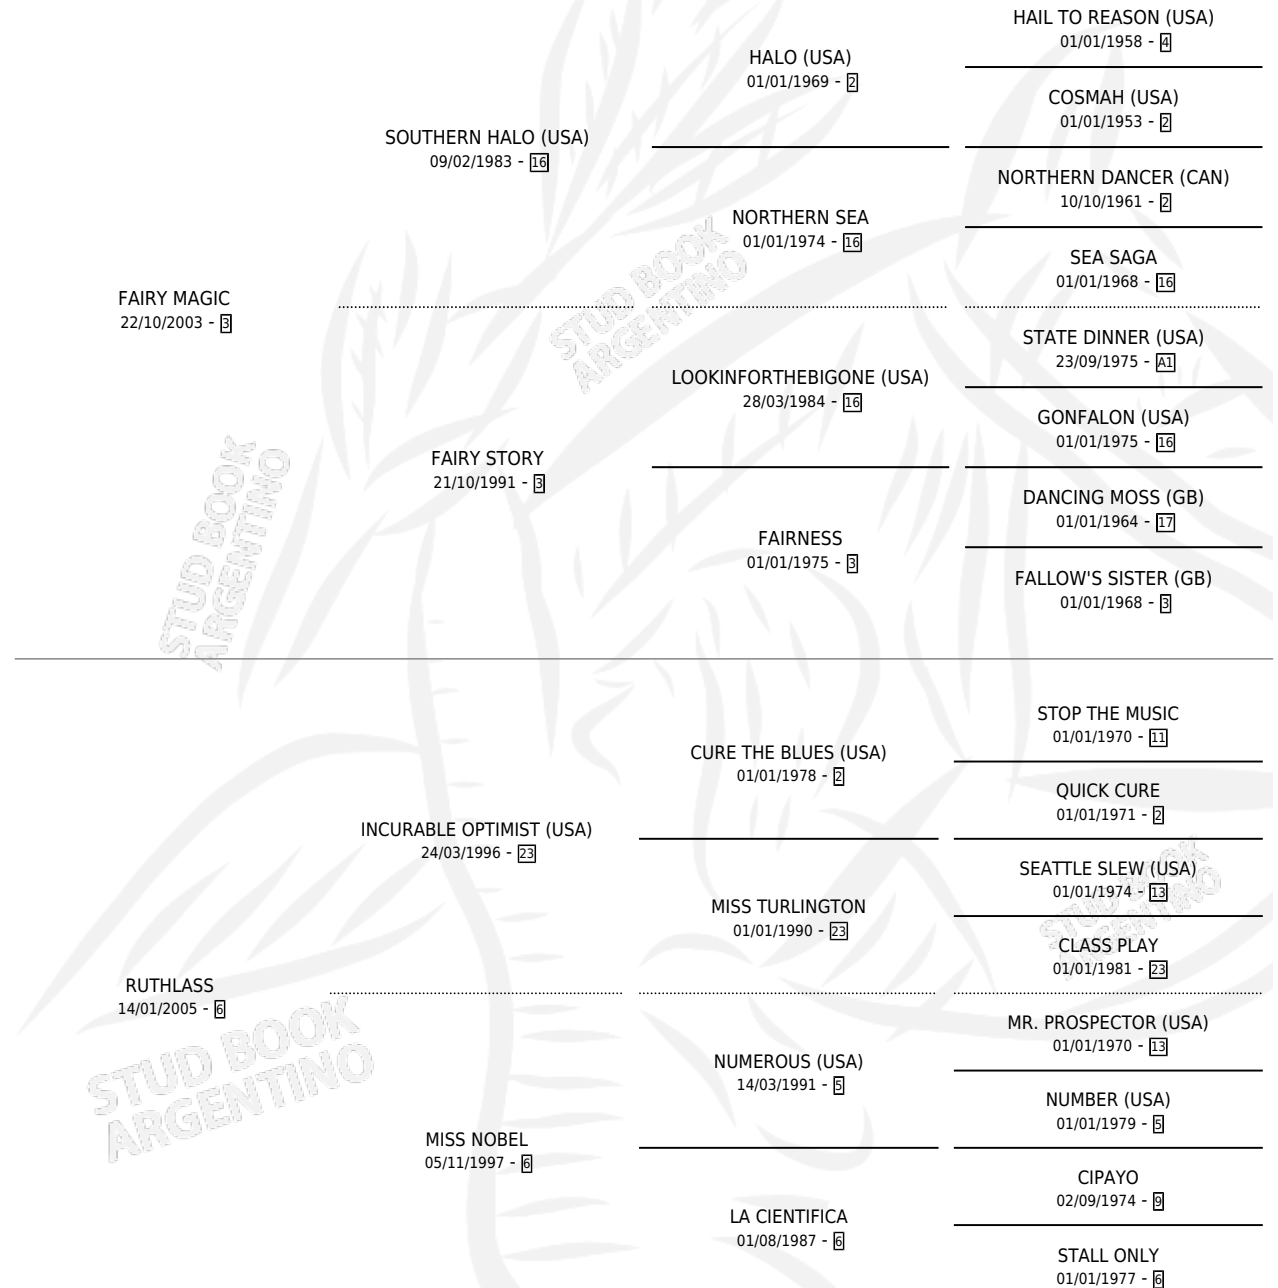 HAIL TO REASON (USA)
01/01/1958 - 4
HALO (USA)
01/01/1969 - 2
COSMAH (USA)
01/01/1953 - 2
SOUTHERN HALO (USA)
09/02/1983 - 16
NORTHERN DANCER (CAN)
10/10/1961 - 2
NORTHERN SEA
01/01/1974 - 16
SEA SAGA
01/01/1968 - 16
FAIRY MAGIC
22/10/2003 - 3
STUD BOOK
ARGENTINO
STATE DINNER (USA)
23/09/1975 - A1
LOOKINFORTHEBIGONE (USA)
28/03/1984 - 16
GONFALON (USA)
01/01/1975 - 16
FAIRY STORY
21/10/1991 - 3
DANCING MOSS (GB)
01/01/1964 - 17
FAIRNESS
01/01/1975 - 3
FALLOW'S SISTER (GB)
01/01/1968 - 3
STUD BOOK
ARGENTINO
STOP THE MUSIC
01/01/1970 - 11
CURE THE BLUES (USA)
01/01/1978 - 2
QUICK CURE
01/01/1971 - 2
INCURABLE OPTIMIST (USA)
24/03/1996 - 23
SEATTLE SLEW (USA)
01/01/1974 - 13
MISS TURLINGTON
01/01/1990 - 23
STUD BOOK
ARGENTINO
CLASS PLAY
01/01/1981 - 23
RUTHLASS
14/01/2005 - 6
MR. PROSPECTOR (USA)
01/01/1970 - 13
NUMEROUS (USA)
14/03/1991 - 5
STUD BOOK
ARGENTINO
NUMBER (USA)
01/01/1979 - 5
MISS NOBEL
05/11/1997 - 6
CIPAYO
02/09/1974 - 9
LA CIENTIFICA
01/08/1987 - 6
STALL ONLY
01/01/1977 - 6